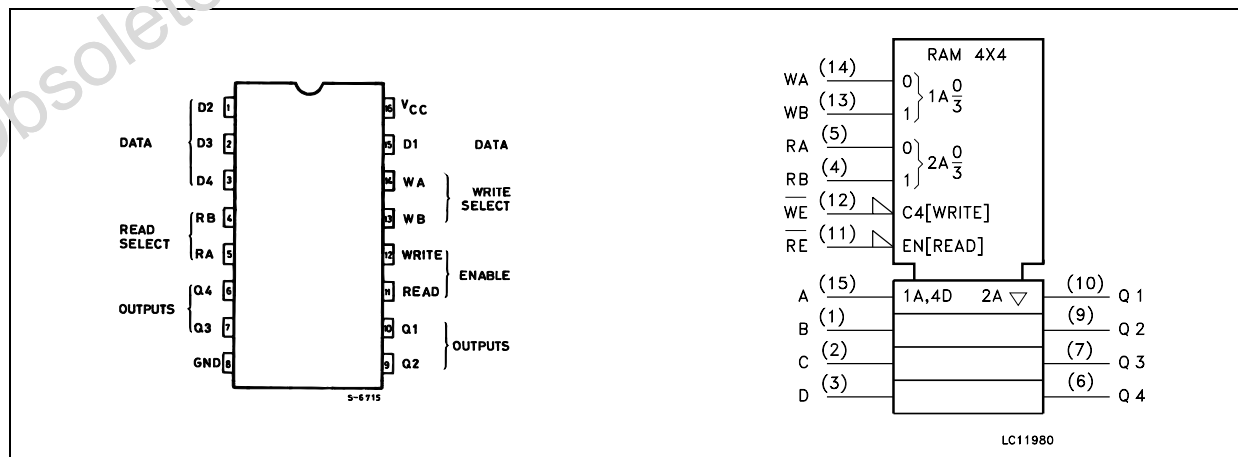 obsolete
D2 1
DATA D3 2
D4 3
READ SELECT
RB 4
RA 5
OUTPUTS
Q4 6
Q3 7
GND 8
16 VCC
15 D1 DATA
14 WA
13 WB
WRITE SELECT
12 WRITE
11 READ
ENABLE
10 Q1
9 Q2
OUTPUTS
S-6715
RAM 4X4
WA (14) 0
WB (13) 1
1A 0/3
RA (5) 0
RB (4) 1
2A 0/3
WE (12) C4[WRITE]
RE (11) EN[READ]
A (15) 1A,4D 2A ▽ (10) Q1
B (1) (9) Q2
C (2) (7) Q3
D (3) (6) Q4
LC11980